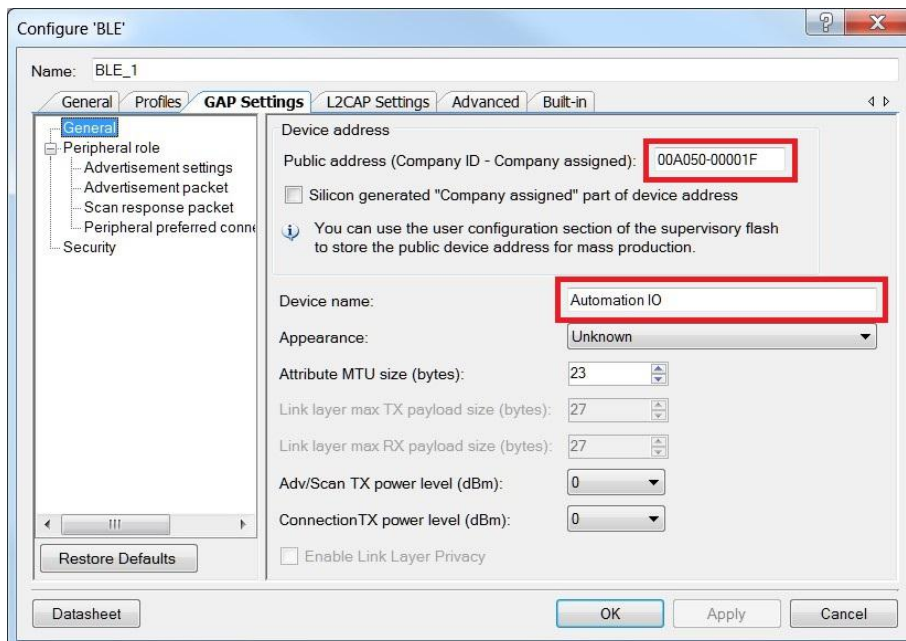 Configure 'BLE'
Name: BLE_1
General Profiles GAP Settings L2CAP Settings Advanced Built-in
General
Peripheral role
Advertisement settings
Advertisement packet
Scan response packet
Peripheral preferred conne
Security
Restore Defaults
Device address
Public address (Company ID - Company assigned): 00A050-00001F
Silicon generated "Company assigned" part of device address
You can use the user configuration section of the supervisory flash
to store the public device address for mass production.
Device name: Automation IO
Appearance: Unknown
Attribute MTU size (bytes): 23
Link layer max TX payload size (bytes): 27
Link layer max RX payload size (bytes): 27
Adv/Scan TX power level (dBm): 0
ConnectionTX power level (dBm): 0
Enable Link Layer Privacy
Datasheet OK Apply Cancel